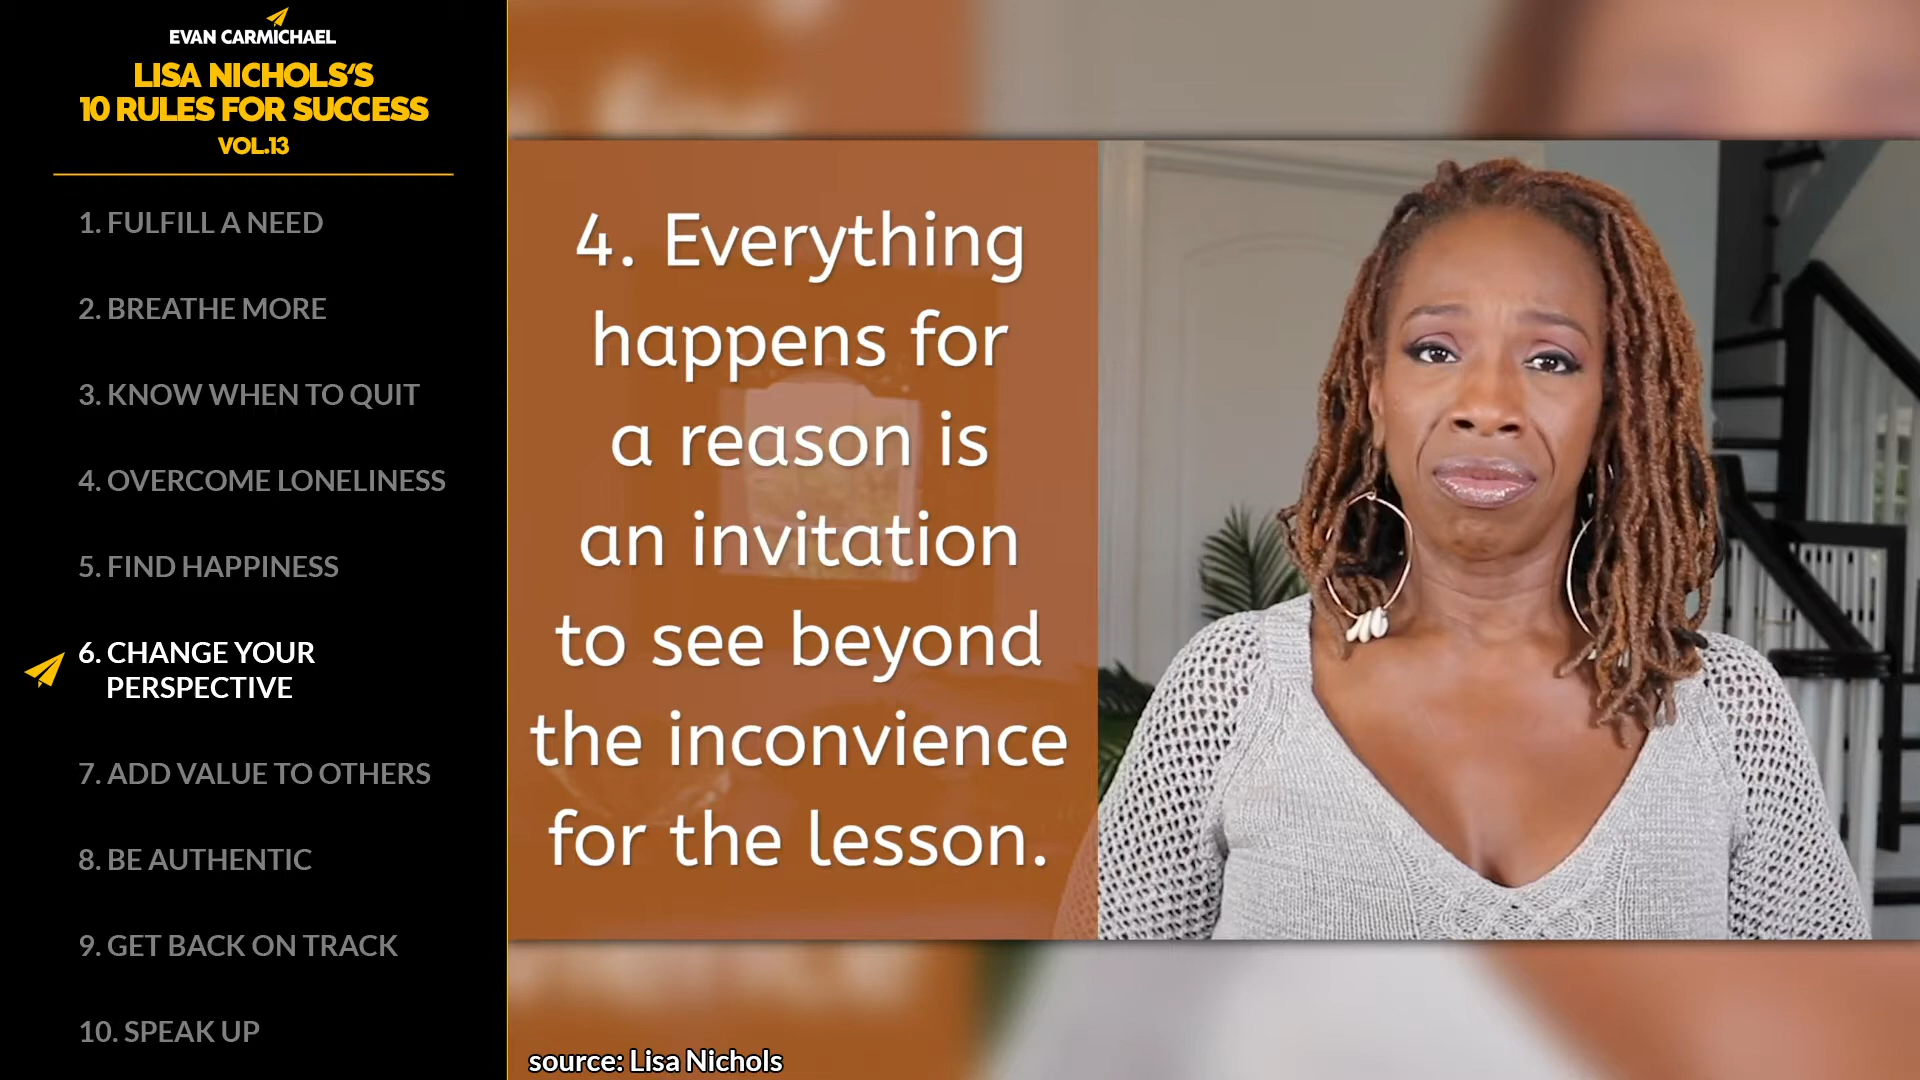 EVAN CARMICHAEL
LISA NICHOLS'S
10 RULES FOR SUCCESS
VOL.13
1. FULFILL A NEED
2. BREATHE MORE
3. KNOW WHEN TO QUIT
4. OVERCOME LONELINESS
5. FIND HAPPINESS
6. CHANGE YOUR
PERSPECTIVE
7. ADD VALUE TO OTHERS
8. BE AUTHENTIC
9. GET BACK ON TRACK
10. SPEAK UP
4. Everything
happens for
a reason is
an invitation
to see beyond
the inconvience
for the lesson.
source: Lisa Nichols